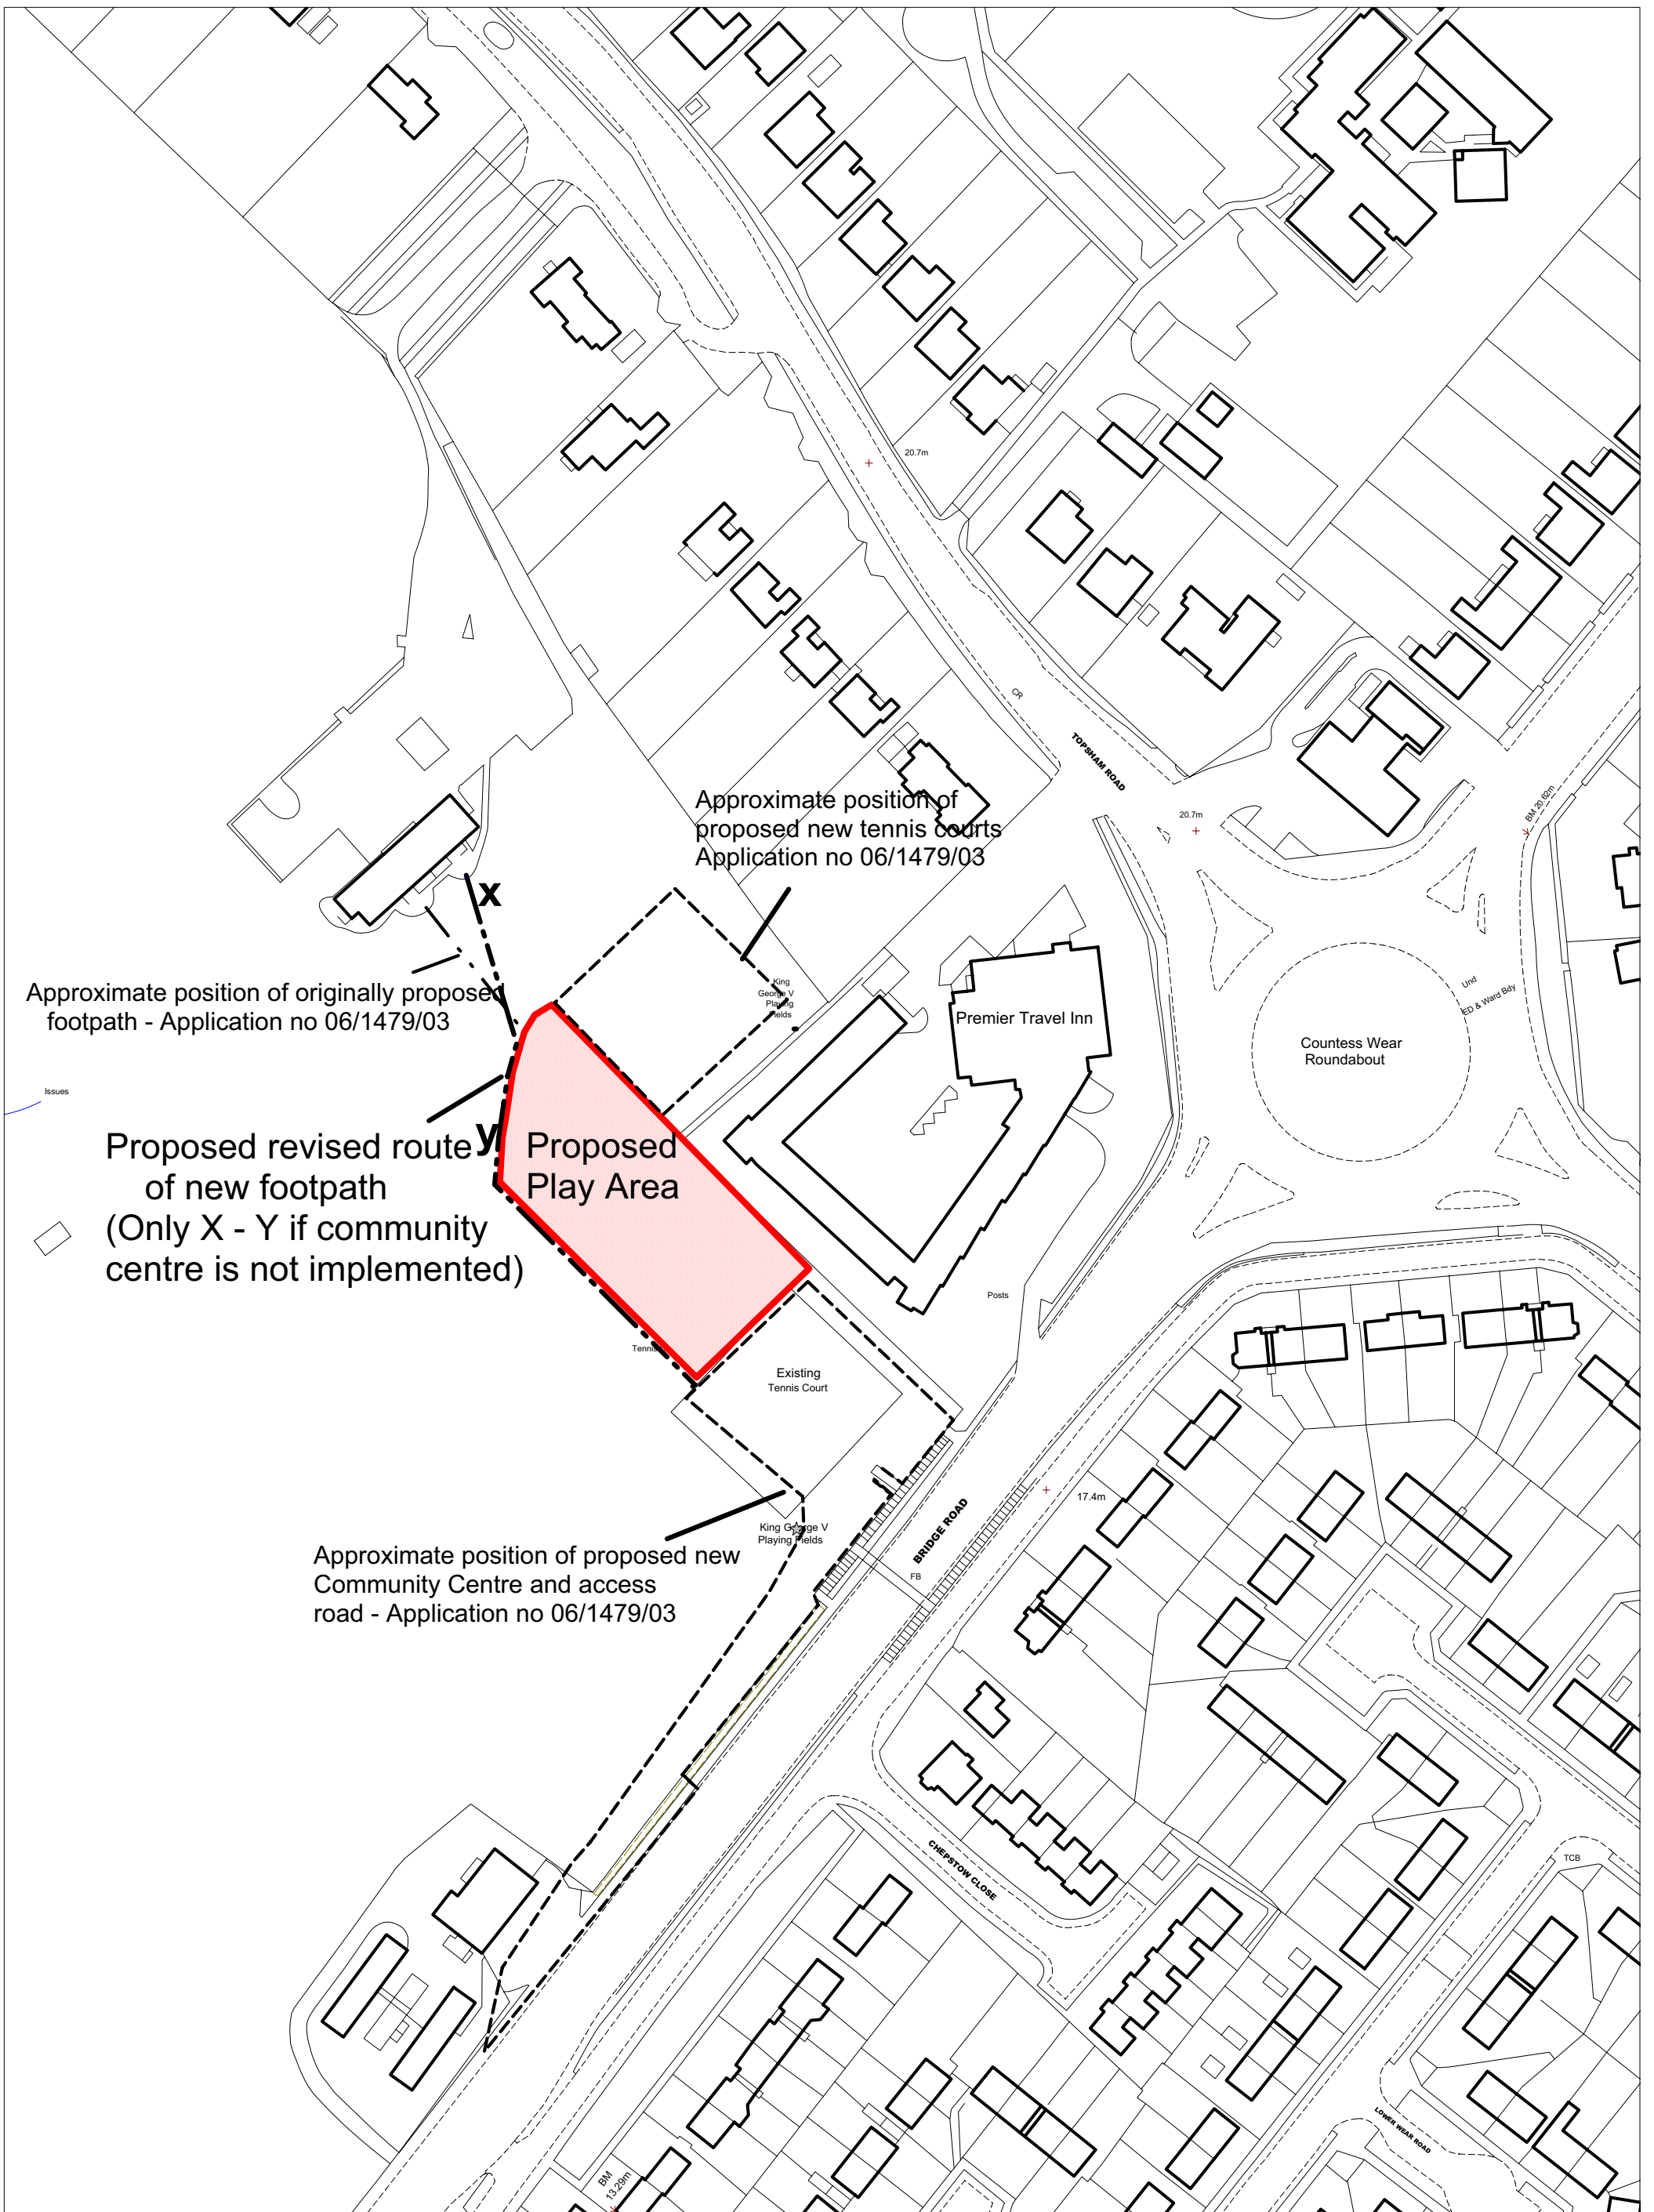 20.7m
CR
TOPSHAM ROAD
Approximate position of
proposed new tennis courts
Application no 06/1479/03
20.7m
BM 20.62m
x
King
George V
Playing
Fields
Und
ED & Ward Bdy
Approximate position of originally proposed
footpath - Application no 06/1479/03
Premier Travel Inn
Countess Wear
Roundabout
Issues
y
Proposed revised route
of new footpath
(Only X - Y if community
centre is not implemented)
Proposed
Play Area
Posts
Tennis
Existing
Tennis Court
17.4m
BRIDGE ROAD
King George V
Playing Fields
FB
Approximate position of proposed new
Community Centre and access
road - Application no 06/1479/03
CHEPSTOW CLOSE
TCB
LOWER WEAR ROAD
BM
13.29m